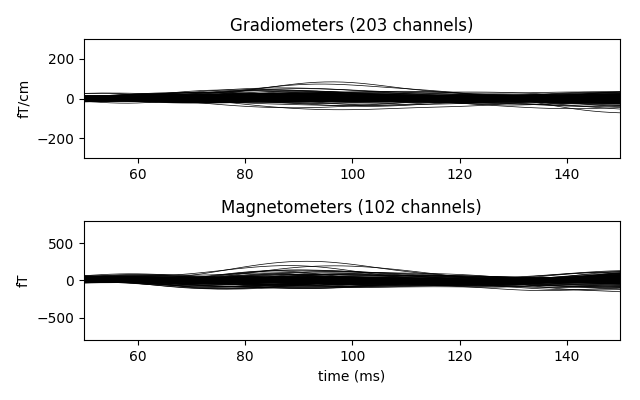 Gradiometers (203 channels)
200
0
−200
fT/cm
60 80 100 120 140
Magnetometers (102 channels)
500
0
−500
fT
60 80 100 120 140
time (ms)